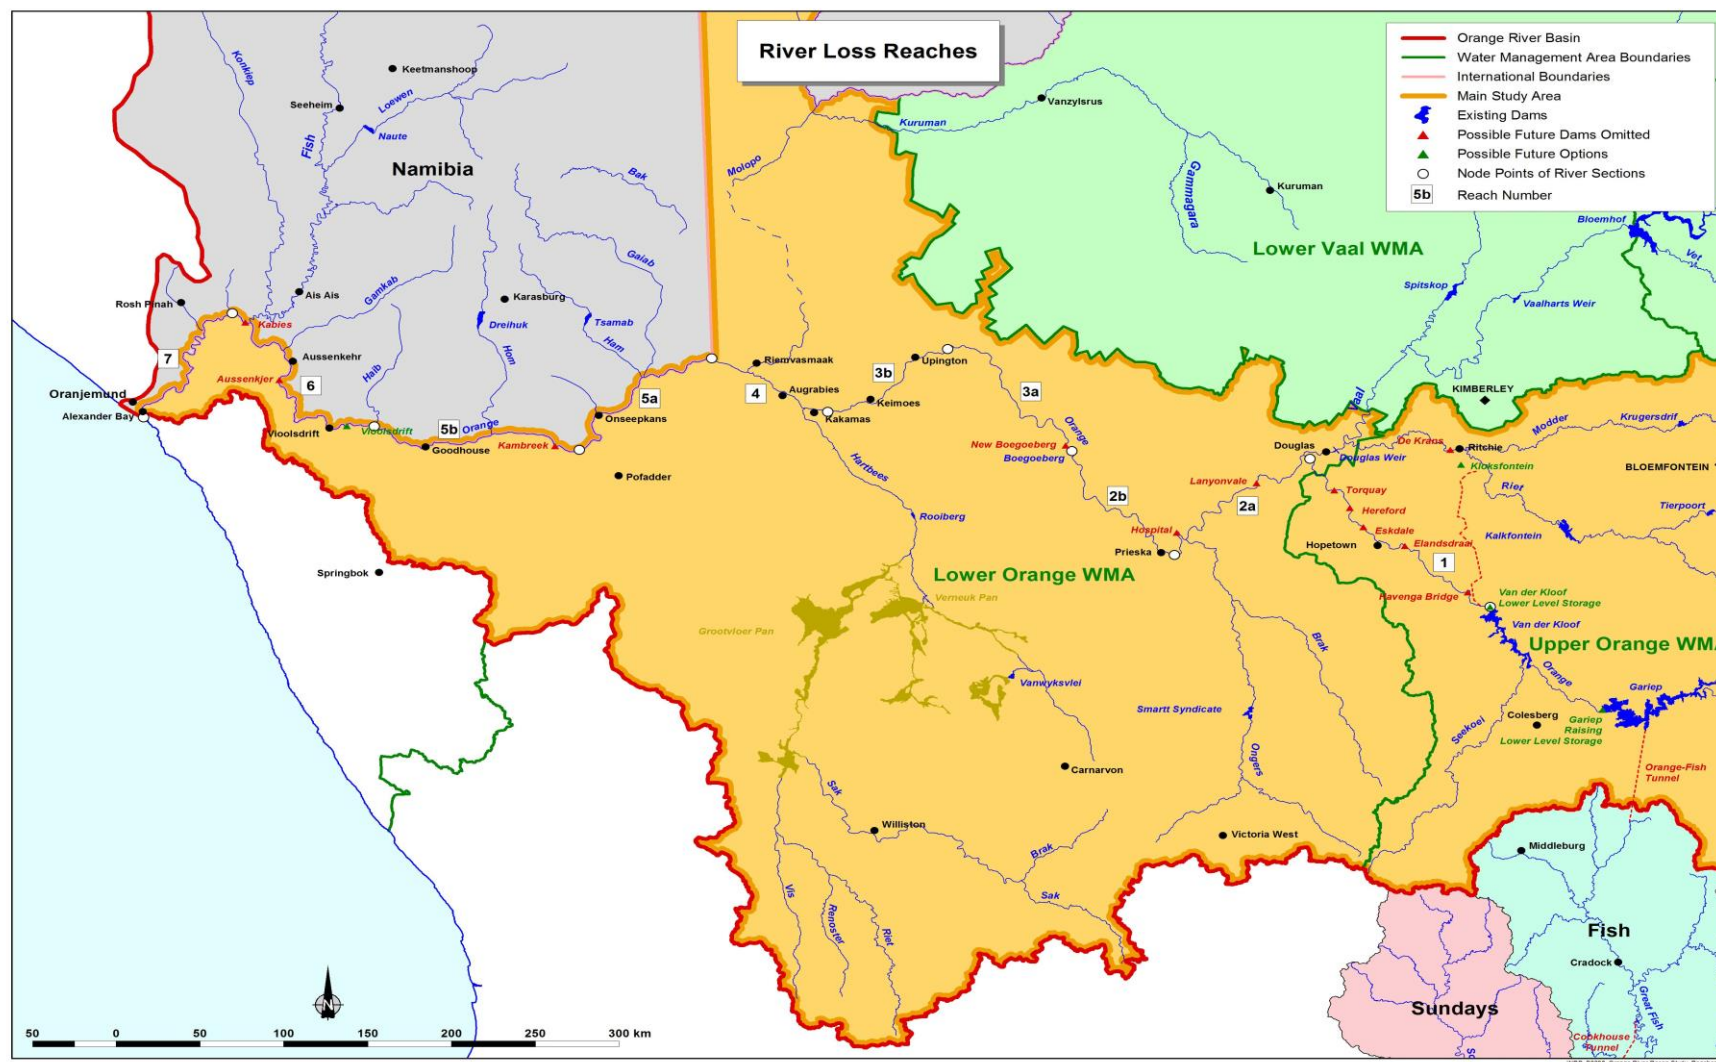 River Loss Reaches
Orange River Basin
Water Management Area Boundaries
International Boundaries
Main Study Area
Existing Dams
Possible Future Dams Omitted
Possible Future Options
Node Points of River Sections
5b
Reach Number
Konkiep
Keetmanshoop
Seeheim
Loewen
Fish
Naute
Namibia
Bak
Gaiab
Gamkab
Ais Ais
Rosh Pinah
Karasburg
Dreihuk
Tsamab
Ham
Hom
Haib
Kabies
7
Aussenkehr
Aussenkjer
6
Oranjemund
Alexander Bay
Vioolsdrift
Vioolsdrift
5b
Orange
Goodhouse
Kambreek
5a
Onseepkans
Pofadder
Springbok
Molopo
Kuruman
Vanzylsrus
Gammagara
Kuruman
Lower Vaal WMA
Bloemhof
Vet
Spitskop
Vaalharts Weir
Vaal
KIMBERLEY
Riemvasmaak
4
Augrabies
3b
Upington
Keimoes
Kakamas
3a
Orange
New Boegoeberg
Boegoeberg
2b
Hartbees
Rooiberg
Lanyonvale
2a
Hospital
Prieska
Douglas
Douglas Weir
De Krans
Ritchie
Modder
Krugersdrif
Kloksfontein
BLOEMFONTEIN
Riet
Tierpoort
Kalkfontein
Torquay
Hereford
Eskdale
Hopetown
Elandsdraai
1
Havenga Bridge
Van der Kloof
Lower Level Storage
Van der Kloof
Upper Orange WMA
Orange
Gariep
Colesberg
Seekoei
Gariep
Raising
Lower Level Storage
Orange-Fish
Tunnel
Lower Orange WMA
Verneuk Pan
Grootvloer Pan
Vanwyksvlei
Smartt Syndicate
Brak
Ongers
Carnarvon
Sak
Williston
Victoria West
Brak
Sak
Vis
Renoster
Riet
Middleburg
Fish
Cradock
Great Fish
Sundays
Cookhouse
Tunnel
N
50 0 50 100 150 200 250 300 km